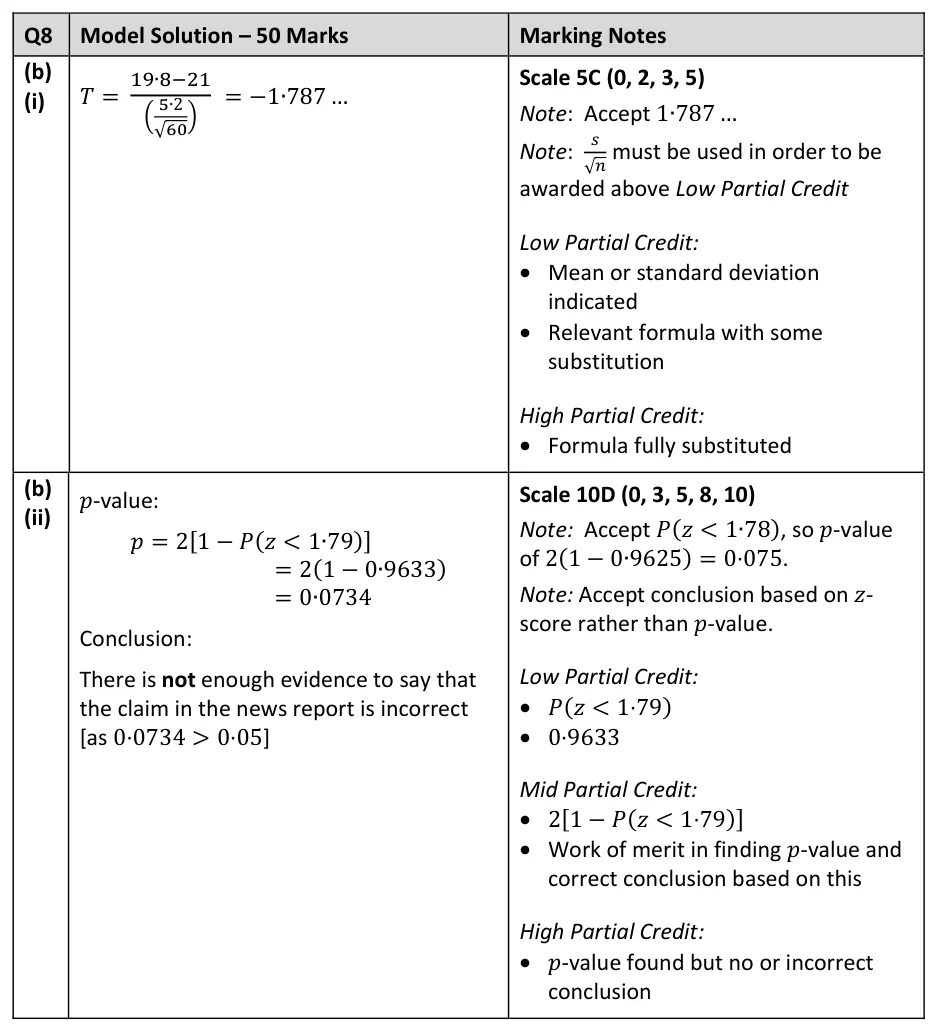 Q8 Model Solution – 50 Marks Marking Notes
(b)
(i)
T = 19·8−21 / (5·2/√60) = −1·787 ...
Scale 5C (0, 2, 3, 5)
Note: Accept 1·787 ...
Note: s/√n must be used in order to be
awarded above Low Partial Credit
Low Partial Credit:
• Mean or standard deviation
indicated
• Relevant formula with some
substitution
High Partial Credit:
• Formula fully substituted
(b)
(ii)
p-value:
p = 2[1 − P(z < 1·79)]
= 2(1 − 0·9633)
= 0·0734
Conclusion:
There is not enough evidence to say that
the claim in the news report is incorrect
[as 0·0734 > 0·05]
Scale 10D (0, 3, 5, 8, 10)
Note: Accept P(z < 1·78), so p-value
of 2(1 − 0·9625) = 0·075.
Note: Accept conclusion based on z-
score rather than p-value.
Low Partial Credit:
• P(z < 1·79)
• 0·9633
Mid Partial Credit:
• 2[1 − P(z < 1·79)]
• Work of merit in finding p-value and
correct conclusion based on this
High Partial Credit:
• p-value found but no or incorrect
conclusion